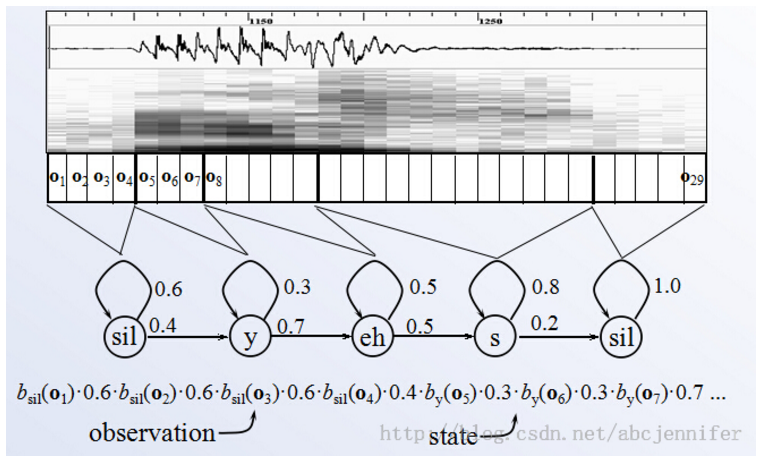 1150 1250
o1 o2 o3 o4 o5 o6 o7 o8 o29
0.6 0.3 0.5 0.8 1.0
sil 0.4 y 0.7 eh 0.5 s 0.2 sil
bsil(o1)·0.6·bsil(o2)·0.6·bsil(o3)·0.6·bsil(o4)·0.4·by(o5)·0.3·by(o6)·0.3·by(o7)·0.7 ...
observation state
http://blog.csdn.net/abcjennifer